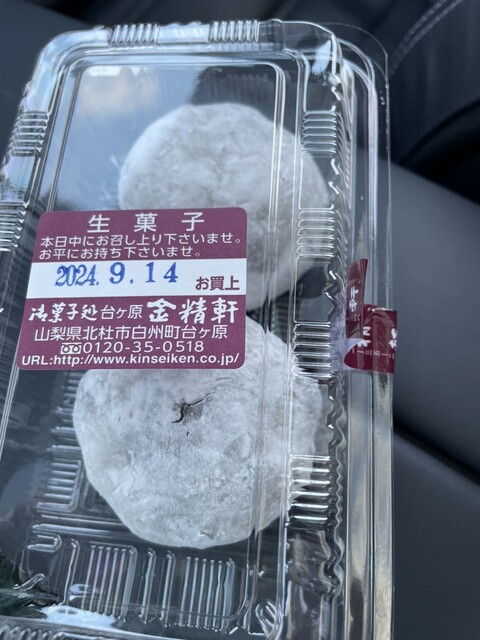 生菓子
本日中にお召し上り下さいませ。
お平にお持ち下さいませ。
2024.9.14 お買上
御菓子処台ヶ原 金精軒
山梨県北杜市白州町台ヶ原
0120-35-0518
URL:http://www.kinseiken.co.jp/